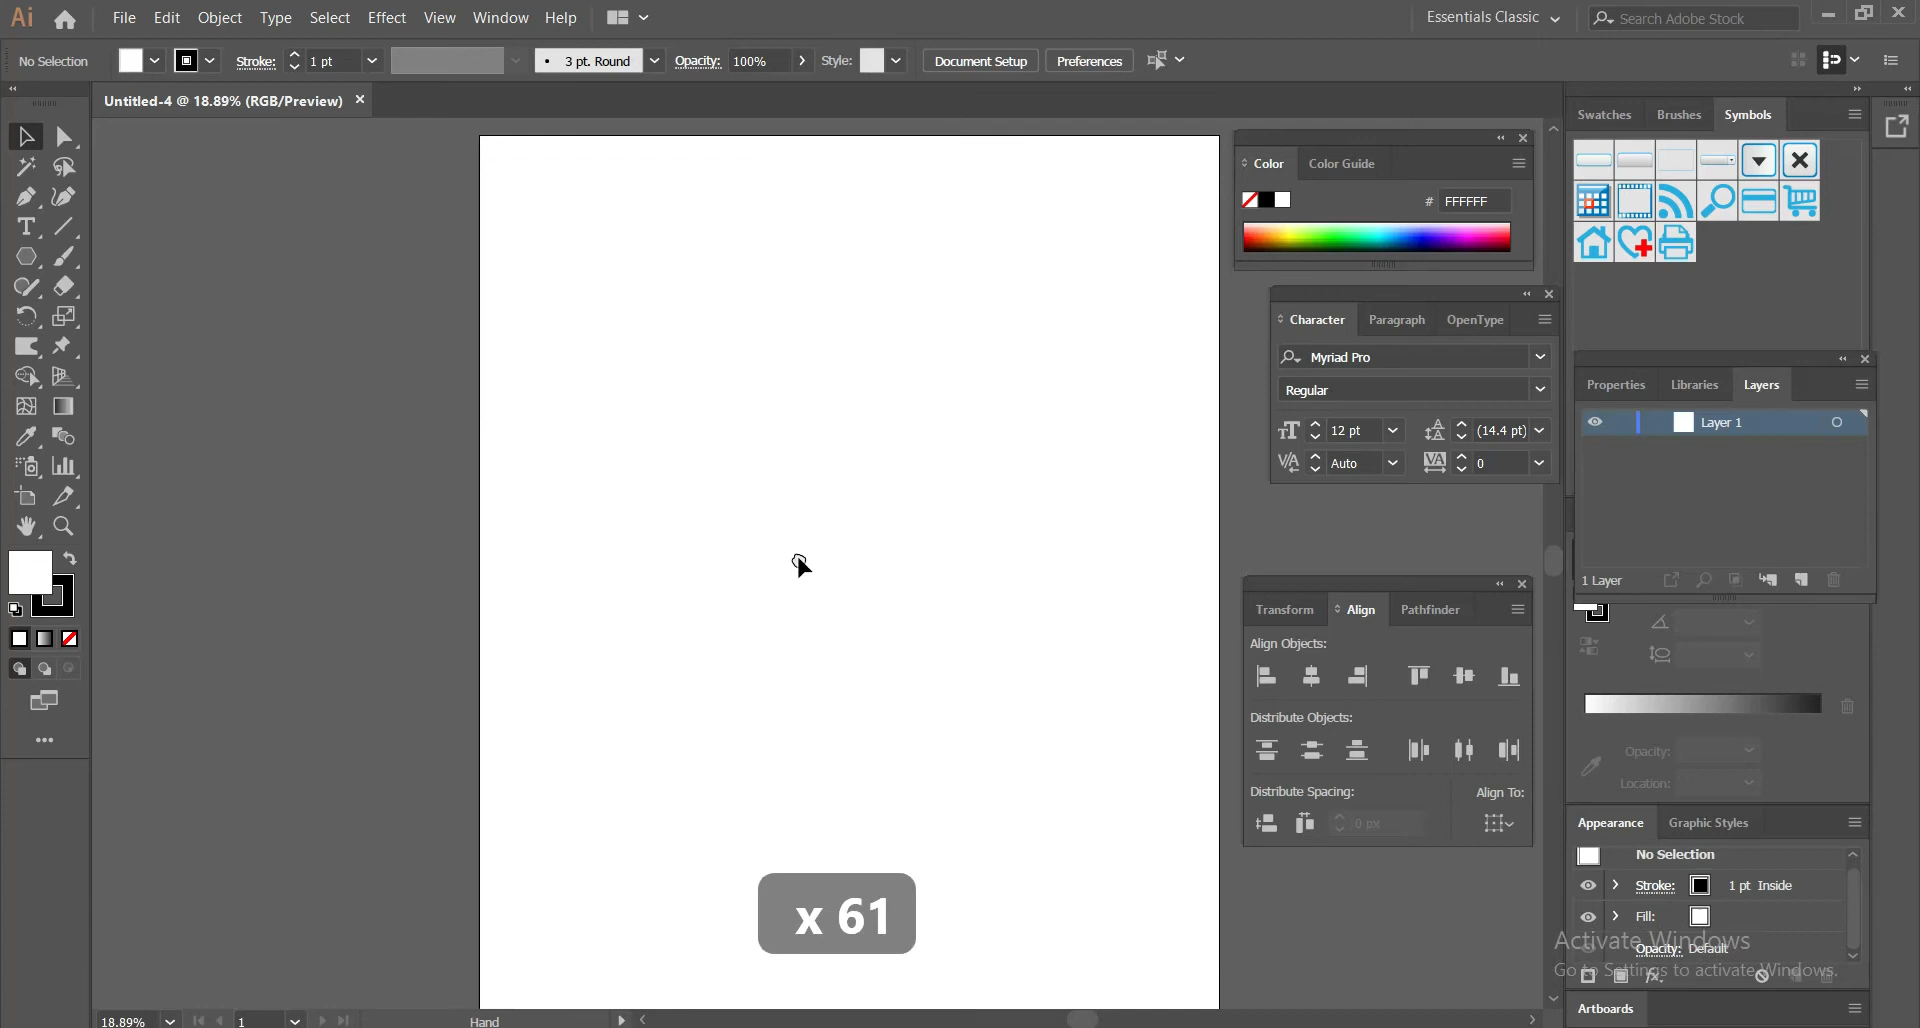 Ai File Edit Object Type Select Effect View Window Help Essentials Classic Search Adobe Stock
No Selection Stroke: 1 pt 3 pt. Round Opacity: 100% Style: Document Setup Preferences
Untitled-4 @ 18.89% (RGB/Preview)
Swatches Brushes Symbols
Color Color Guide
# FFFFFF
Character Paragraph OpenType
Myriad Pro
Regular
12 pt (14.4 pt)
Auto 0
Properties Libraries Layers
Layer 1
1 Layer
Transform Align Pathfinder
Align Objects:
Distribute Objects:
Distribute Spacing: Align To:
0 px
Opacity:
Location:
Appearance Graphic Styles
No Selection
Stroke: 1 pt Inside
Fill:
Opacity: Default
Activate Windows
Go to Settings to activate Windows.
Artboards
x 61
18.89% 1 Hand